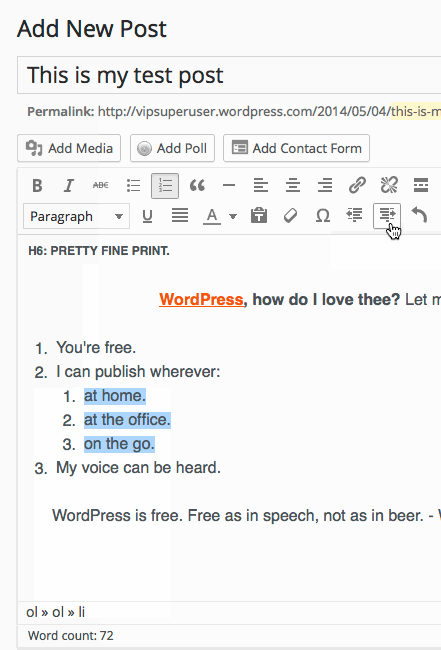 Add New Post
This is my test post
Permalink: http://vipsuperuser.wordpress.com/2014/05/04/this-is-m
Add Media Add Poll Add Contact Form
B I ABC
Paragraph U A Ω
H6: PRETTY FINE PRINT.
WordPress, how do I love thee? Let m
1. You're free.
2. I can publish wherever:
1. at home.
2. at the office.
3. on the go.
3. My voice can be heard.
WordPress is free. Free as in speech, not as in beer. - W
ol » ol » li
Word count: 72